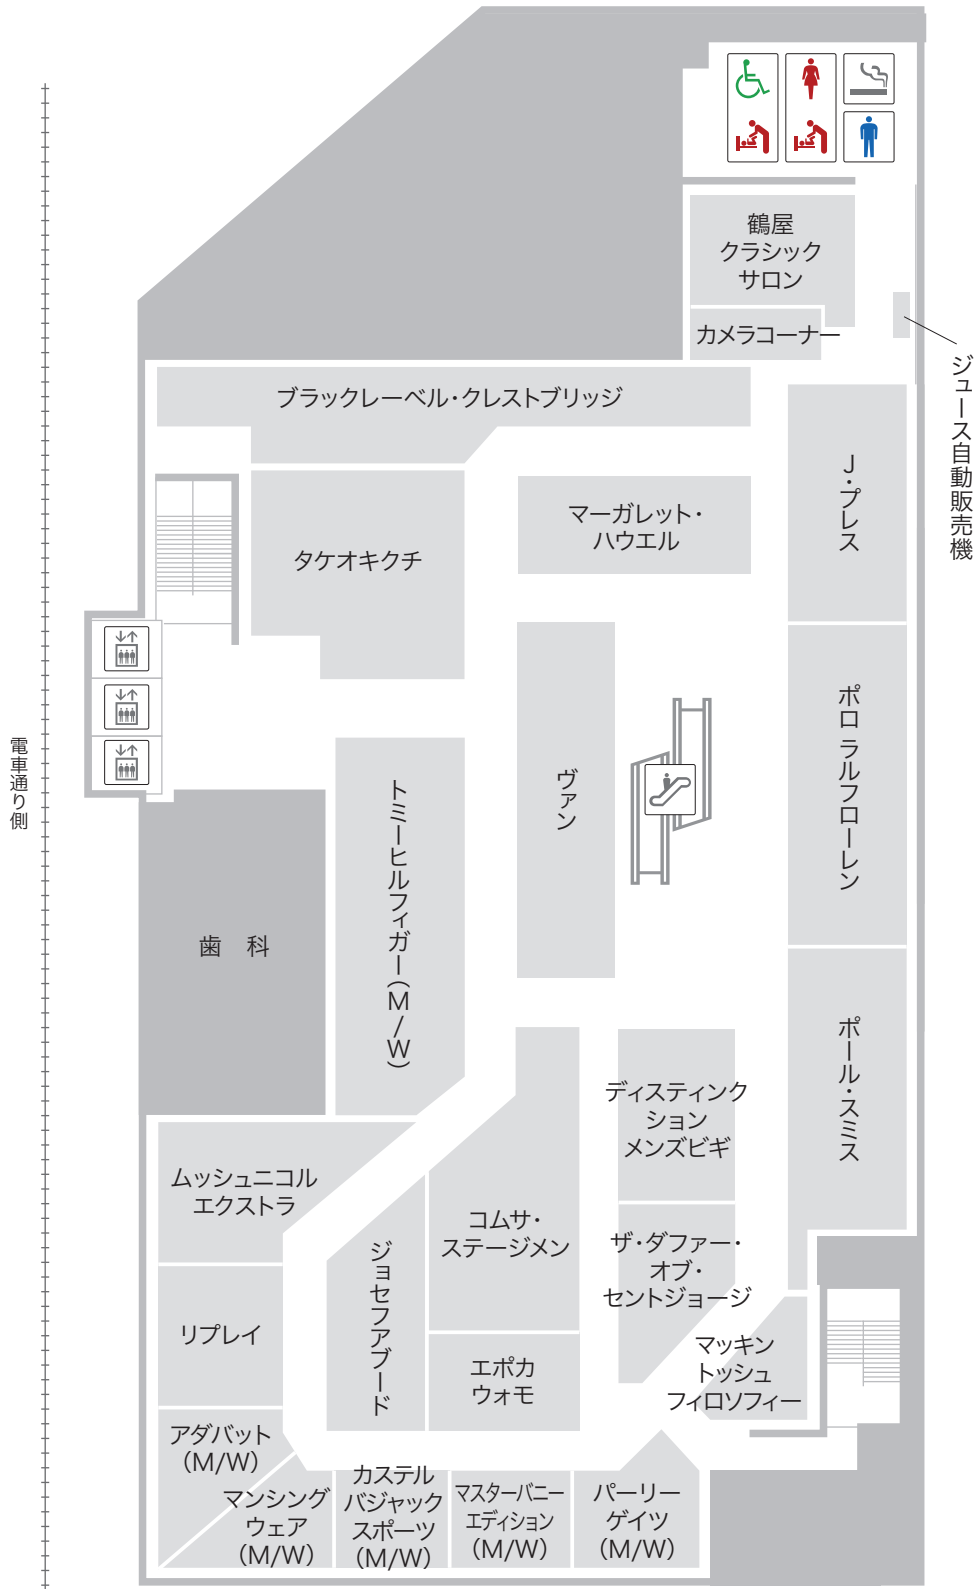 鶴屋
クラシック
サロン
カメラコーナー
ジュース自動販売機
ブラックレーベル・クレストブリッジ
J・プレス
マーガレット・
ハウエル
タケオキクチ
ポロ ラルフローレン
ヴァン
電車通り側
トミーヒルフィガー(M/W)
歯 科
ポール・スミス
ディスティンク
ション
メンズビギ
ムッシュニコル
エクストラ
コムサ・
ステージメン
ザ・ダファー・
オブ・
セントジョージ
ジョセフアブード
リプレイ
エポカ
ウォモ
マッキン
トッシュ
フィロソフィー
アダバット
(M/W)
マンシング
ウェア
(M/W)
カステル
バジャック
スポーツ
(M/W)
マスターバニー
エディション
(M/W)
パーリー
ゲイツ
(M/W)